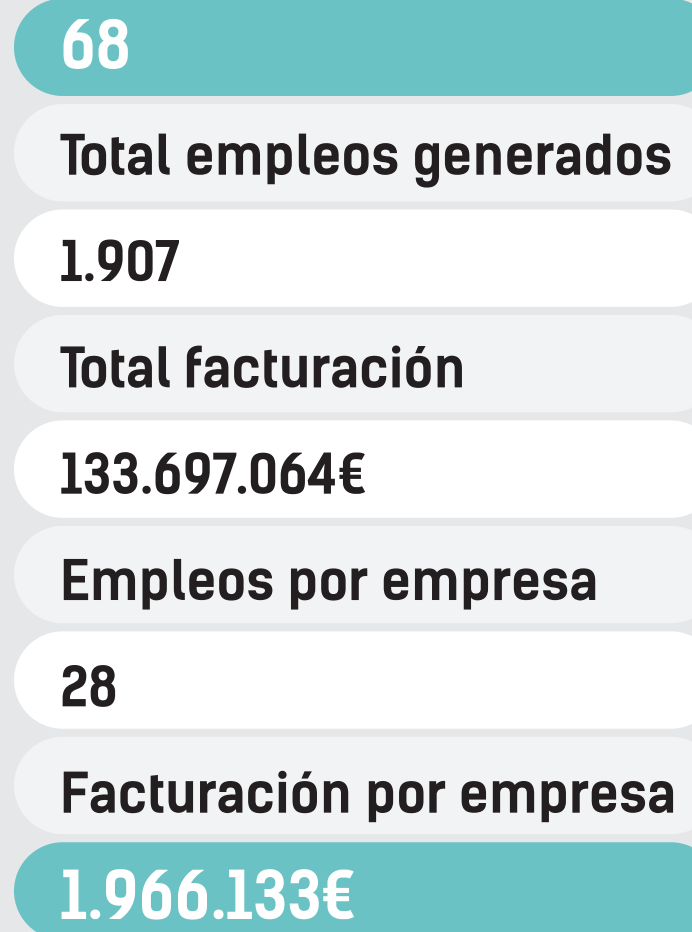 68
Total empleos generados
1.907
Total facturación
133.697.064€
Empleos por empresa
28
Facturación por empresa
1.966.133€